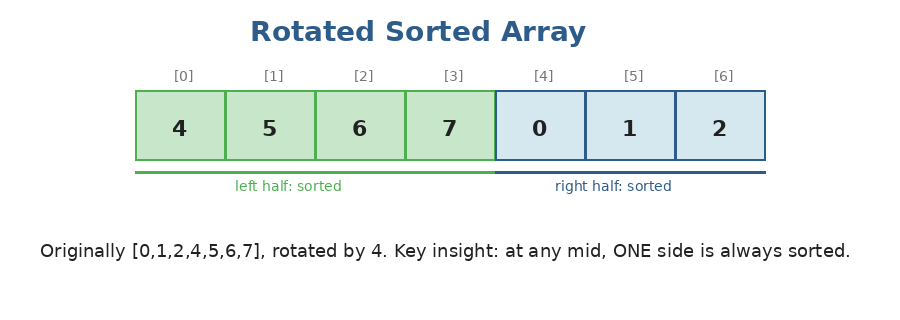 Rotated Sorted Array
[0] [1] [2] [3] [4] [5] [6]
4 5 6 7 0 1 2
left half: sorted right half: sorted
Originally [0,1,2,4,5,6,7], rotated by 4. Key insight: at any mid, ONE side is always sorted.